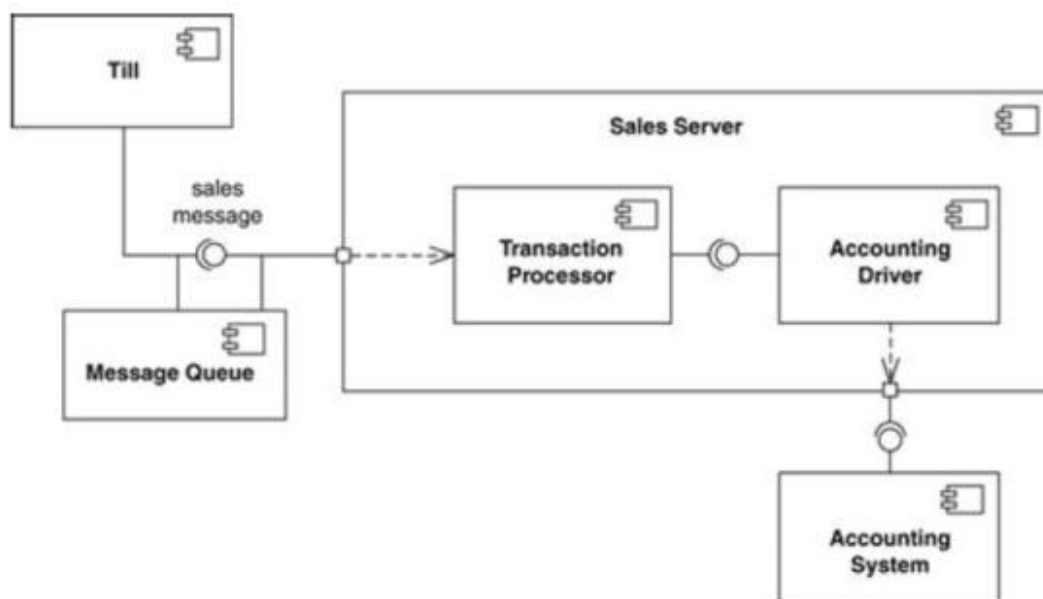 Till
Sales Server
sales
message
Transaction
Processor
Accounting
Driver
Message Queue
Accounting
System